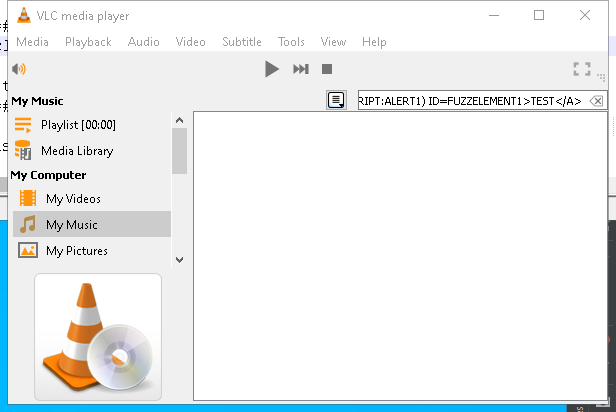 VLC media player
Media Playback Audio Video Subtitle Tools View Help
My Music
RIPT:ALERT1) ID=FUZZELEMENT1>TEST</A>
Playlist [00:00]
Media Library
My Computer
My Videos
My Music
My Pictures